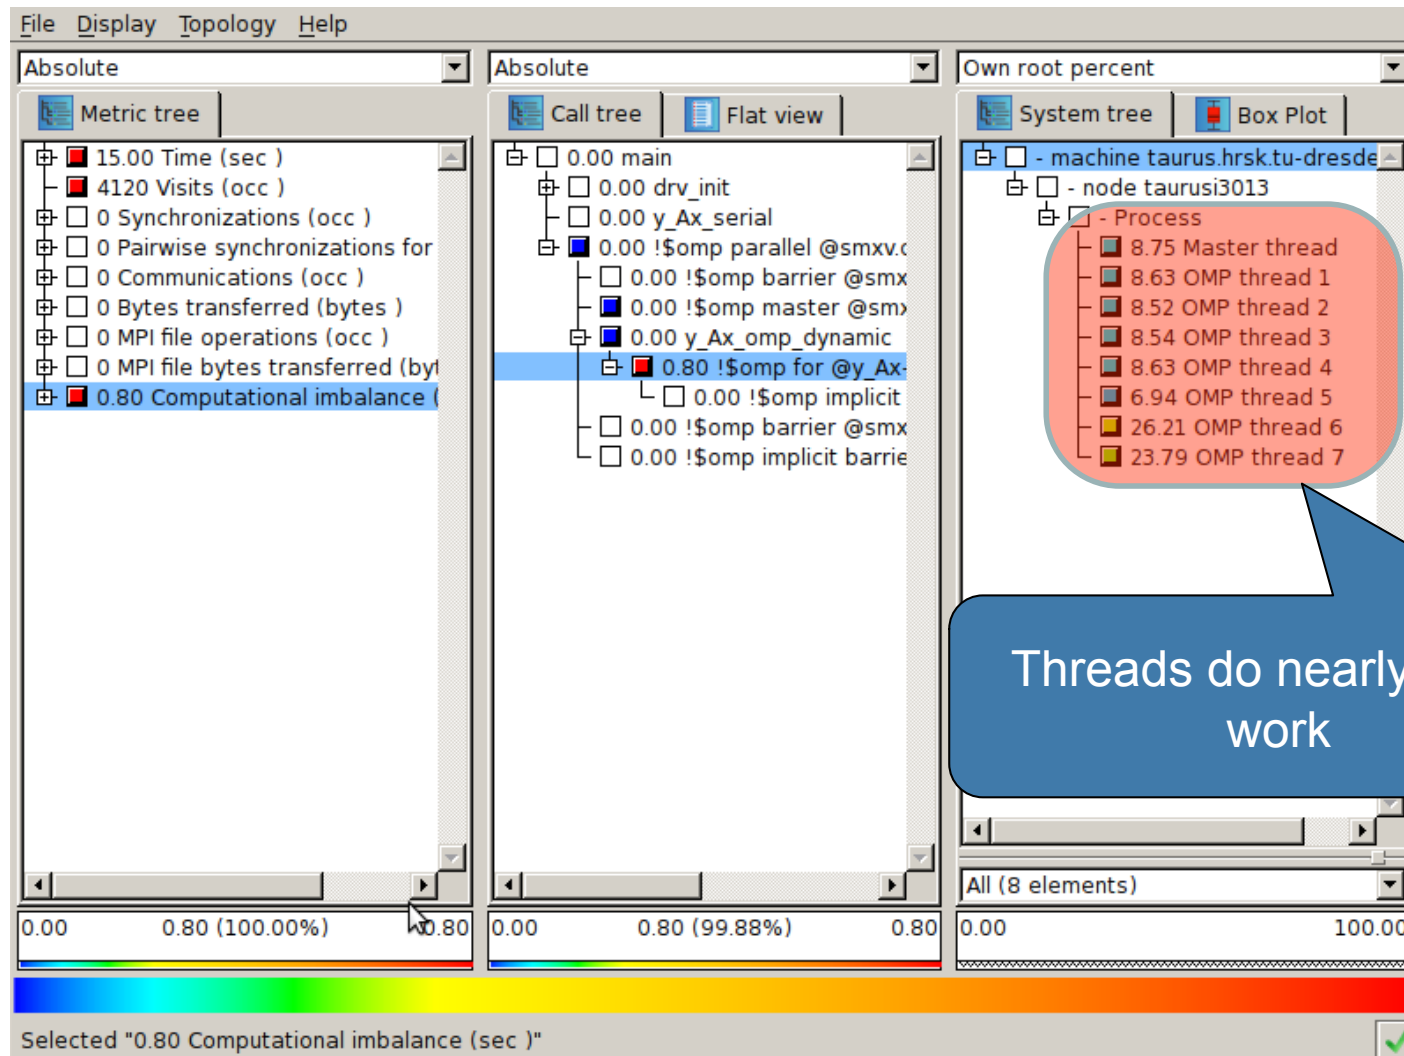 File Display Topology Help
Absolute
Absolute
Own root percent
Metric tree
Call tree
Flat view
System tree
Box Plot
15.00 Time (sec )
4120 Visits (occ )
0 Synchronizations (occ )
0 Pairwise synchronizations for
0 Communications (occ )
0 Bytes transferred (bytes )
0 MPI file operations (occ )
0 MPI file bytes transferred (byt
0.80 Computational imbalance (
0.00 main
0.00 drv_init
0.00 y_Ax_serial
0.00 !$omp parallel @smxv.c
0.00 !$omp barrier @smx
0.00 !$omp master @smx
0.00 y_Ax_omp_dynamic
0.80 !$omp for @y_Ax-
0.00 !$omp implicit
0.00 !$omp barrier @smx
0.00 !$omp implicit barrie
- machine taurus.hrsk.tu-dresde
- node taurusi3013
- Process
8.75 Master thread
8.63 OMP thread 1
8.52 OMP thread 2
8.54 OMP thread 3
8.63 OMP thread 4
6.94 OMP thread 5
26.21 OMP thread 6
23.79 OMP thread 7
Threads do nearly
work
All (8 elements)
0.00 0.80 (100.00%) 0.80
0.00 0.80 (99.88%) 0.80
0.00 100.00
Selected "0.80 Computational imbalance (sec )"